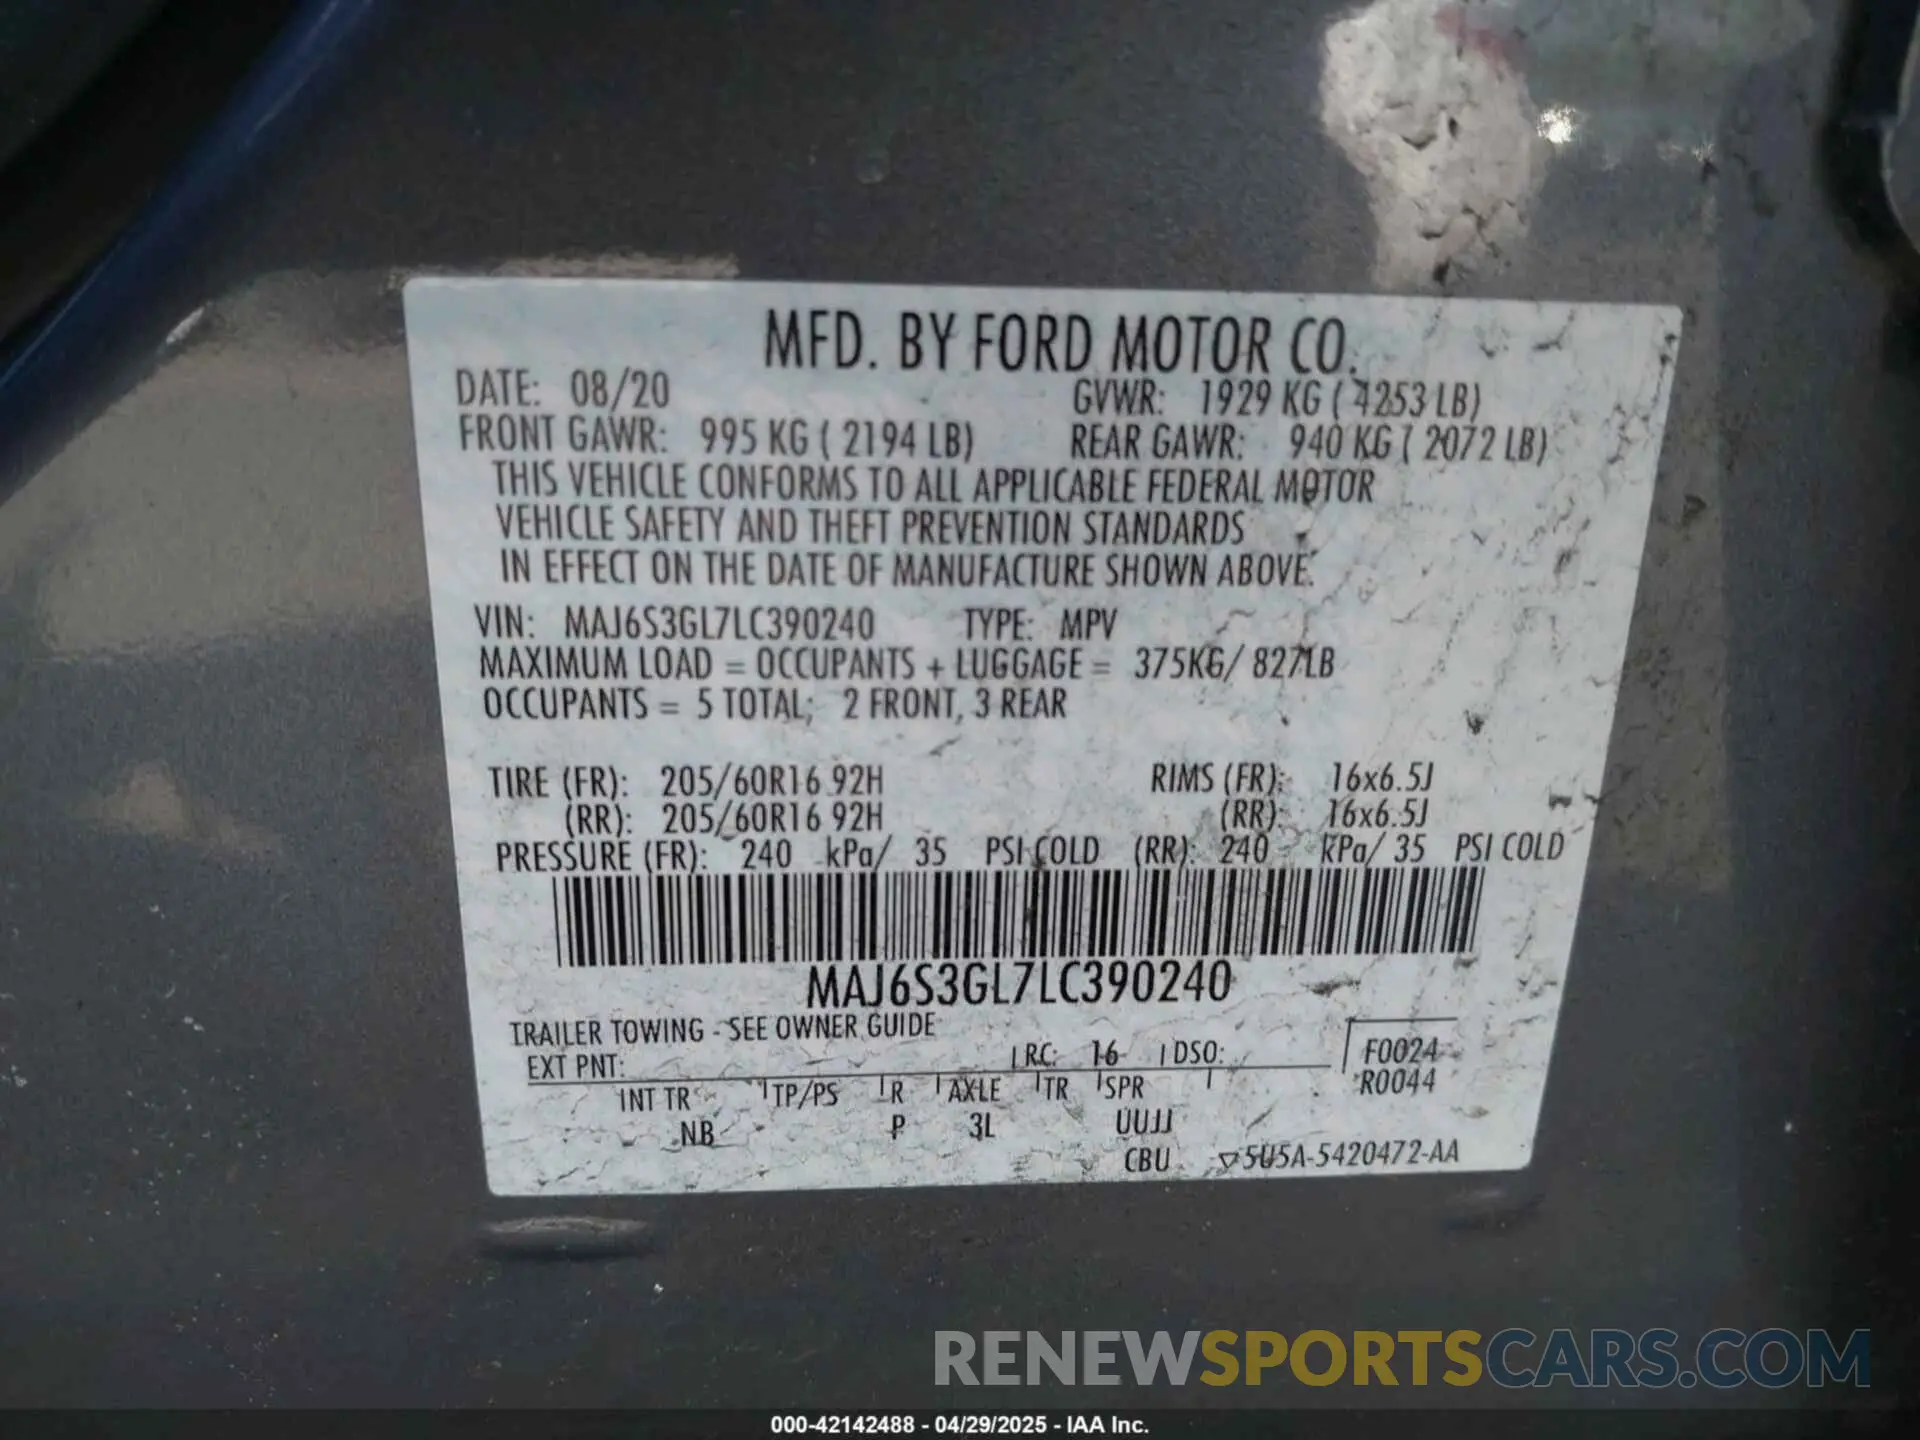 MFD. BY FORD MOTOR CO.
DATE: 08/20 GVWR: 1929 KG ( 4253 LB)
FRONT GAWR: 995 KG ( 2194 LB) REAR GAWR: 940 KG ( 2072 LB)
THIS VEHICLE CONFORMS TO ALL APPLICABLE FEDERAL MOTOR
VEHICLE SAFETY AND THEFT PREVENTION STANDARDS
IN EFFECT ON THE DATE OF MANUFACTURE SHOWN ABOVE.
VIN: MAJ6S3GL7LC390240 TYPE: MPV
MAXIMUM LOAD = OCCUPANTS + LUGGAGE = 375KG/ 827LB
OCCUPANTS = 5 TOTAL; 2 FRONT, 3 REAR
TIRE (FR): 205/60R16 92H RIMS (FR): 16x6.5J
(RR): 205/60R16 92H (RR): 16x6.5J
PRESSURE (FR): 240 kPa/ 35 PSI COLD (RR): 240 kPa/ 35 PSI COLD
MAJ6S3GL7LC390240
TRAILER TOWING - SEE OWNER GUIDE
EXT PNT: RC: 16 DSO: F0024
R0044
INT TR TP/PS R AXLE TR SPR
NB P 3L UUJJ
CBU 5U5A-5420472-AA
RENEWSPORTSCARS.COM
000-42142488 - 04/29/2025 - IAA Inc.